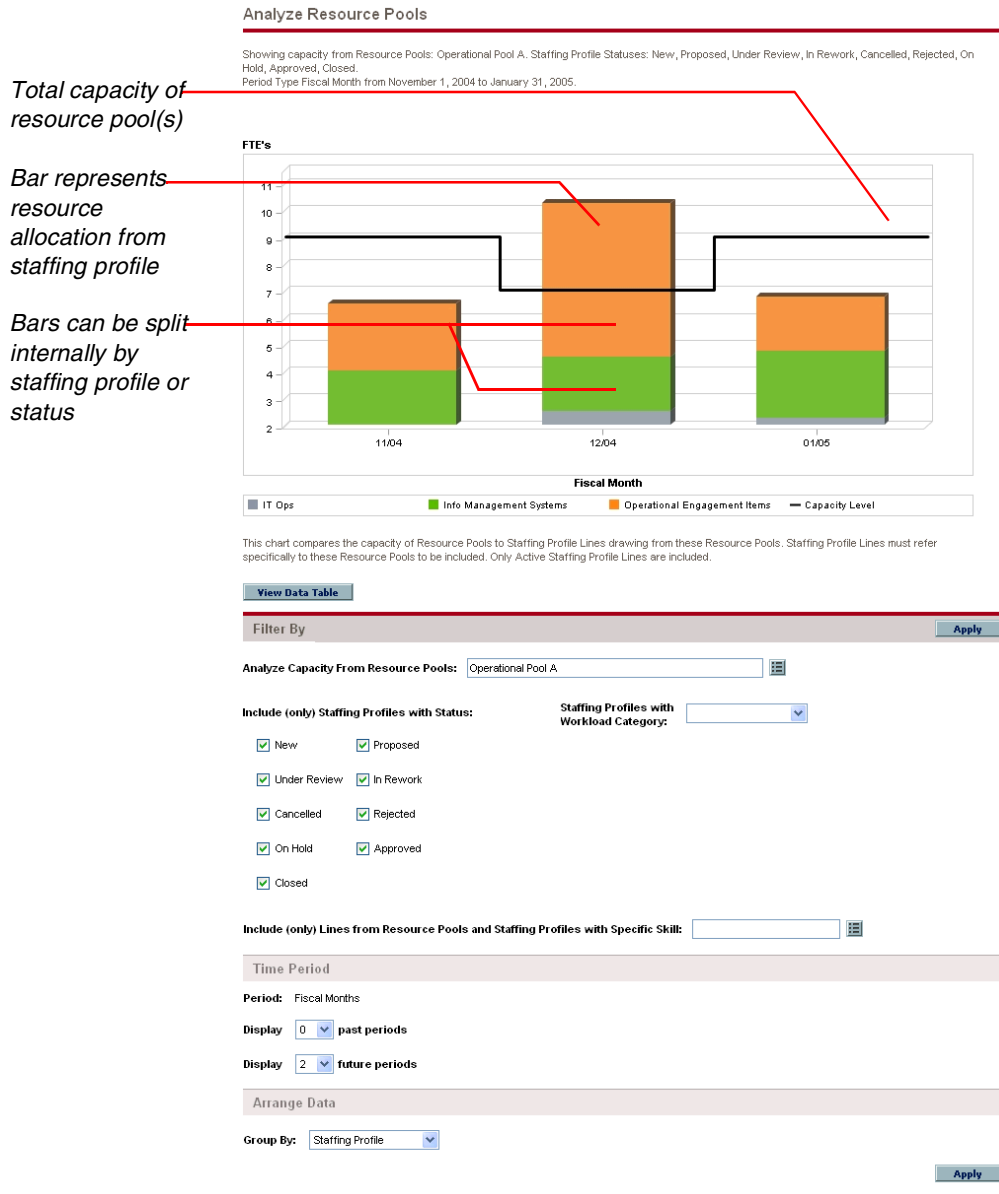 Analyze Resource Pools
Showing capacity from Resource Pools: Operational Pool A. Staffing Profile Statuses: New, Proposed, Under Review, In Rework, Cancelled, Rejected, On
Hold, Approved, Closed.
Period Type Fiscal Month from November 1, 2004 to January 31, 2005.
Total capacity of
resource pool(s)
Bar represents
resource
allocation from
staffing profile
Bars can be split
internally by
staffing profile or
status
FTE's
11
10
9
8
7
6
5
4
3
2
11/04 12/04 01/05
Fiscal Month
IT Ops Info Management Systems Operational Engagement Items Capacity Level
This chart compares the capacity of Resource Pools to Staffing Profile Lines drawing from these Resource Pools. Staffing Profile Lines must refer
specifically to these Resource Pools to be included. Only Active Staffing Profile Lines are included.
View Data Table
Filter By Apply
Analyze Capacity From Resource Pools: Operational Pool A
Include (only) Staffing Profiles with Status:
Staffing Profiles with
Workload Category:
New Proposed
Under Review In Rework
Cancelled Rejected
On Hold Approved
Closed
Include (only) Lines from Resource Pools and Staffing Profiles with Specific Skill:
Time Period
Period: Fiscal Months
Display 0 past periods
Display 2 future periods
Arrange Data
Group By: Staffing Profile
Apply